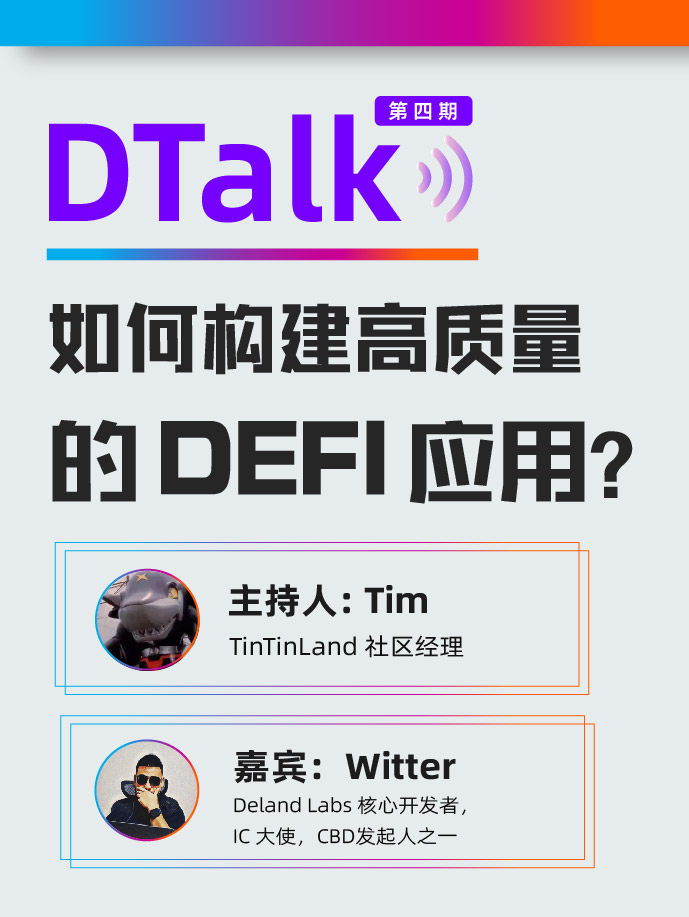 第四期
DTalk
如何构建高质量
的 DEFI 应用?
主持人: Tim
TinTinLand 社区经理
嘉宾: Witter
Deland Labs 核心开发者,
IC 大使, CBD发起人之一